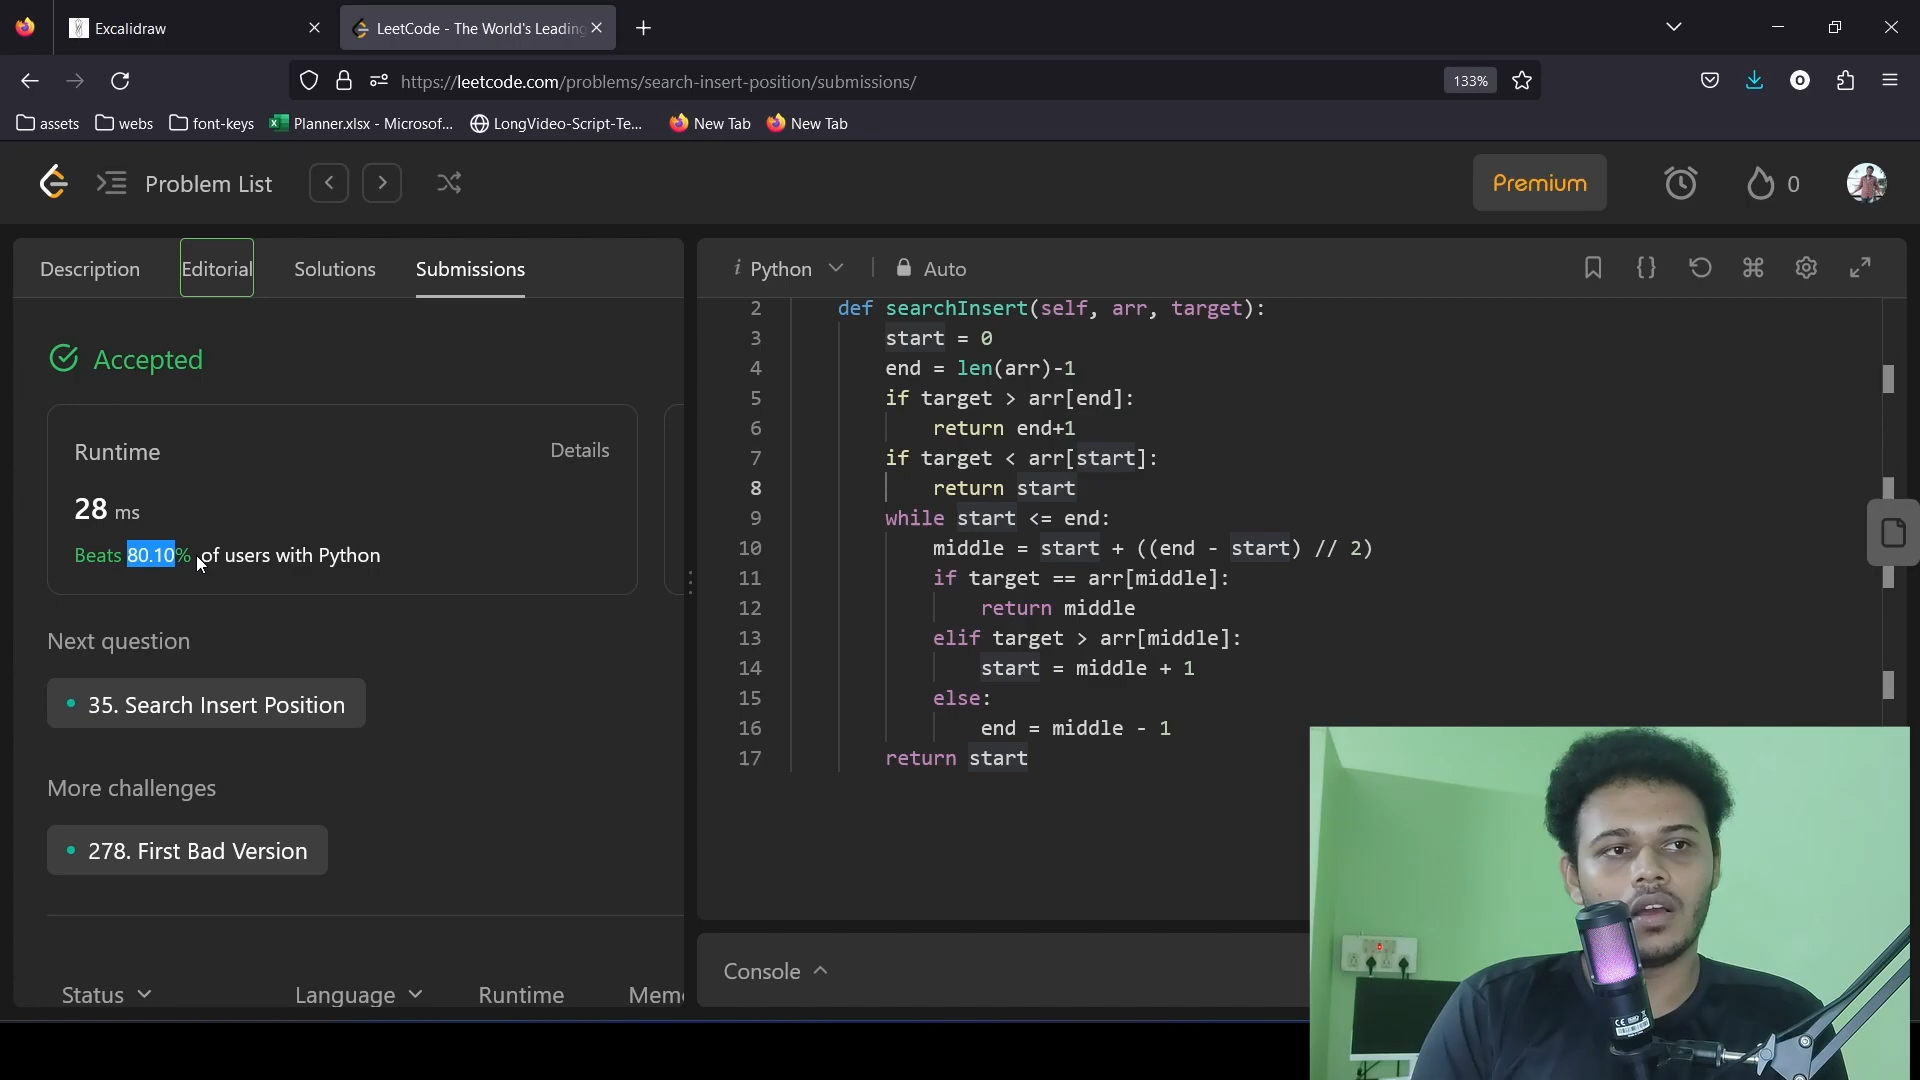 Excalidraw
LeetCode - The World's Leading
https://leetcode.com/problems/search-insert-position/submissions/
133%
assets
webs
font-keys
Planner.xlsx - Microsof...
LongVideo-Script-Te...
New Tab
New Tab
Problem List
Premium
0
Description
Editorial
Solutions
Submissions
Accepted
Runtime
Details
28 ms
Beats 80.10% of users with Python
Next question
35. Search Insert Position
More challenges
278. First Bad Version
Status
Language
Runtime
Memo
i Python
Auto
2 def searchInsert(self, arr, target):
3 start = 0
4 end = len(arr)-1
5 if target > arr[end]:
6 return end+1
7 if target < arr[start]:
8 return start
9 while start <= end:
10 middle = start + ((end - start) // 2)
11 if target == arr[middle]:
12 return middle
13 elif target > arr[middle]:
14 start = middle + 1
15 else:
16 end = middle - 1
17 return start
Console